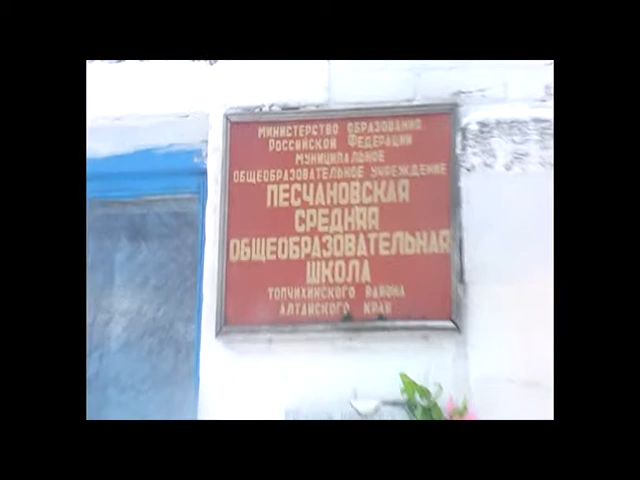 МИНИСТЕРСТВО ОБРАЗОВАНИЯ
РОССИЙСКОЙ ФЕДЕРАЦИИ
МУНИЦИПАЛЬНОЕ
ОБЩЕОБРАЗОВАТЕЛЬНОЕ УЧРЕЖДЕНИЕ
ПЕСЧАНОВСКАЯ
СРЕДНЯЯ
ОБЩЕОБРАЗОВАТЕЛЬНАЯ
ШКОЛА
ТОПЧИХИНСКОГО РАЙОНА
АЛТАЙСКОГО КРАЯ